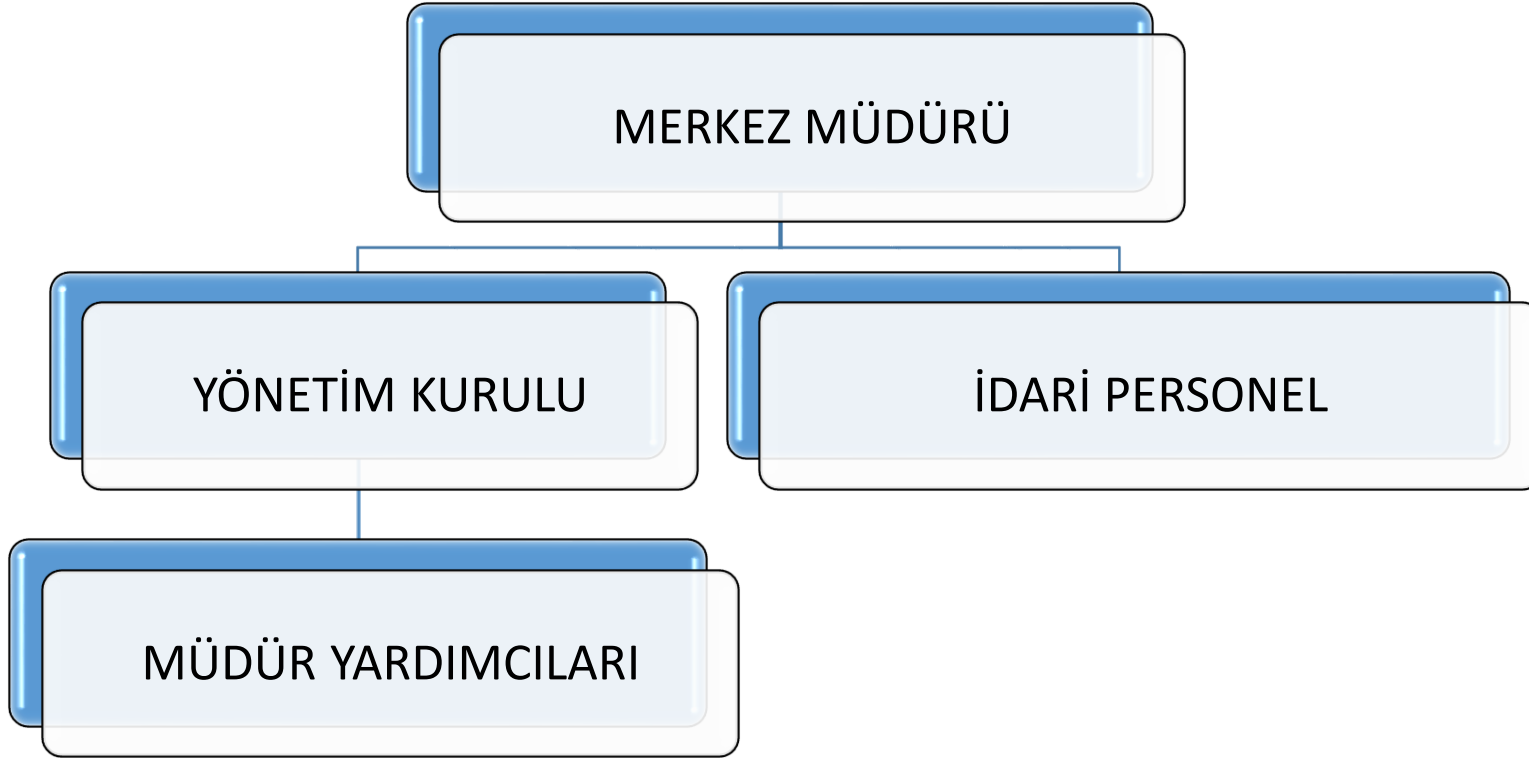 MERKEZ MÜDÜRÜ
YÖNETİM KURULU
İDARİ PERSONEL
MÜDÜR YARDIMCILARI